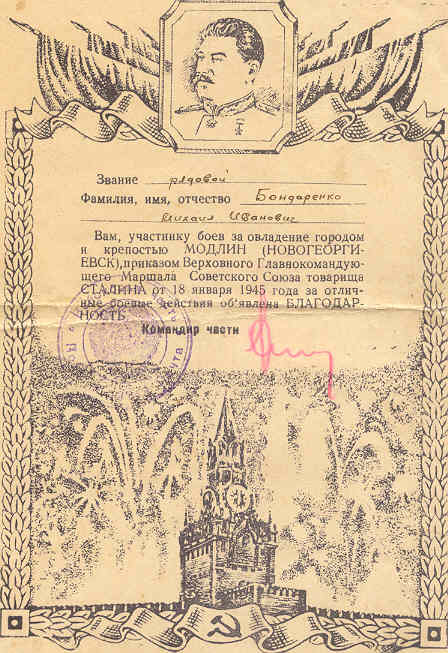 Звание рядовой
Фамилия, имя, отчество Бондаренко
Михаил Иванович
Вам, участнику боев за овладение городом
и крепостью МОДЛИН (НОВОГЕОРГИ-
ЕВСК),приказом Верховного Главнокомандую-
щего Маршала Советского Союза товарища
СТАЛИНА от 18 января 1945 года за отлич-
ные боевые действия об'явлена БЛАГОДАР-
НОСТЬ
Командир части